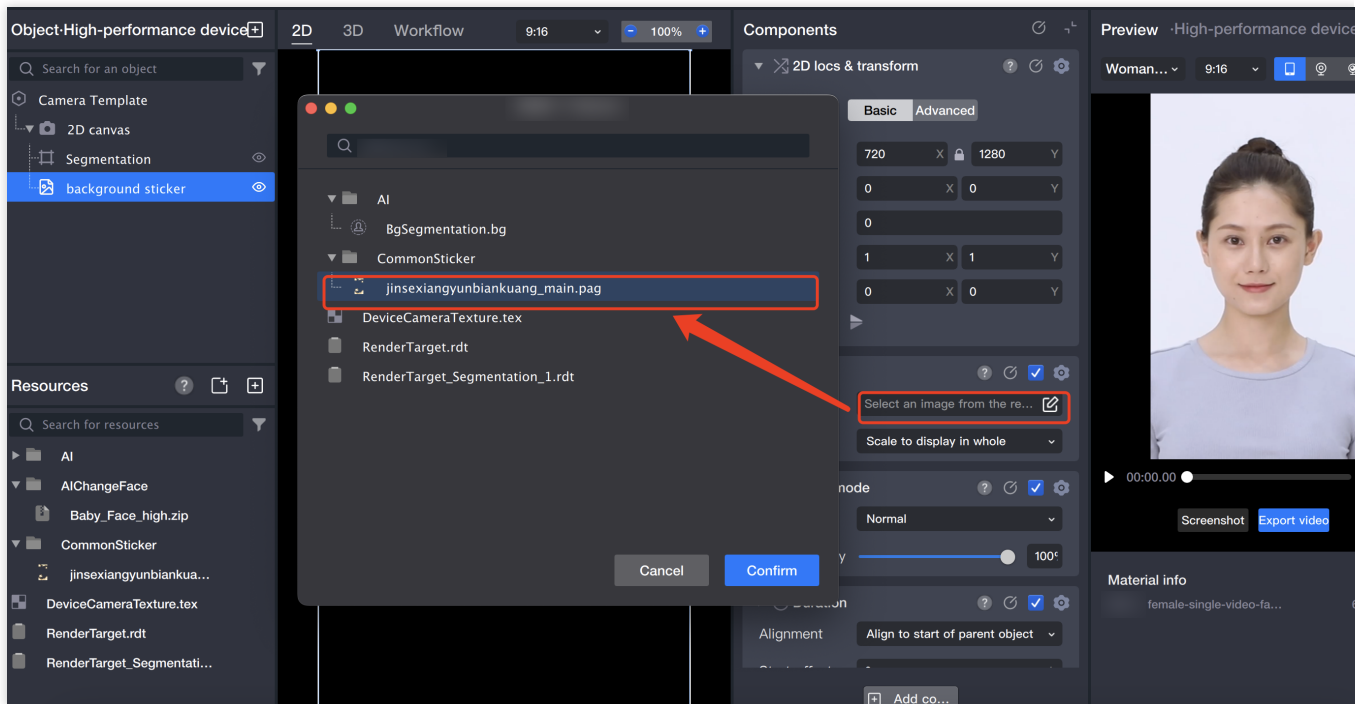 Object·High-performance device
2D
3D
Workflow
9:16
100%
Components
Preview
·High-performance device
Search for an object
Camera Template
2D canvas
Segmentation
background sticker
Resources
Search for resources
AI
AIChangeFace
Baby_Face_high.zip
CommonSticker
jinsexiangyunbiankua...
DeviceCameraTexture.tex
RenderTarget.rdt
RenderTarget_Segmentati...
AI
BgSegmentation.bg
CommonSticker
jinsexiangyunbiankuang_main.pag
DeviceCameraTexture.tex
RenderTarget.rdt
RenderTarget_Segmentation_1.rdt
Cancel
Confirm
2D locs & transform
Basic
Advanced
720 X 1280 Y
0 X 0 Y
0
1 X 1 Y
0 X 0 Y
Select an image from the re...
Scale to display in whole
Normal
Duration
Alignment
Align to start of parent object
Add co...
Woman...
9:16
00:00.00
Screenshot
Export video
Material info
female-single-video-fa...